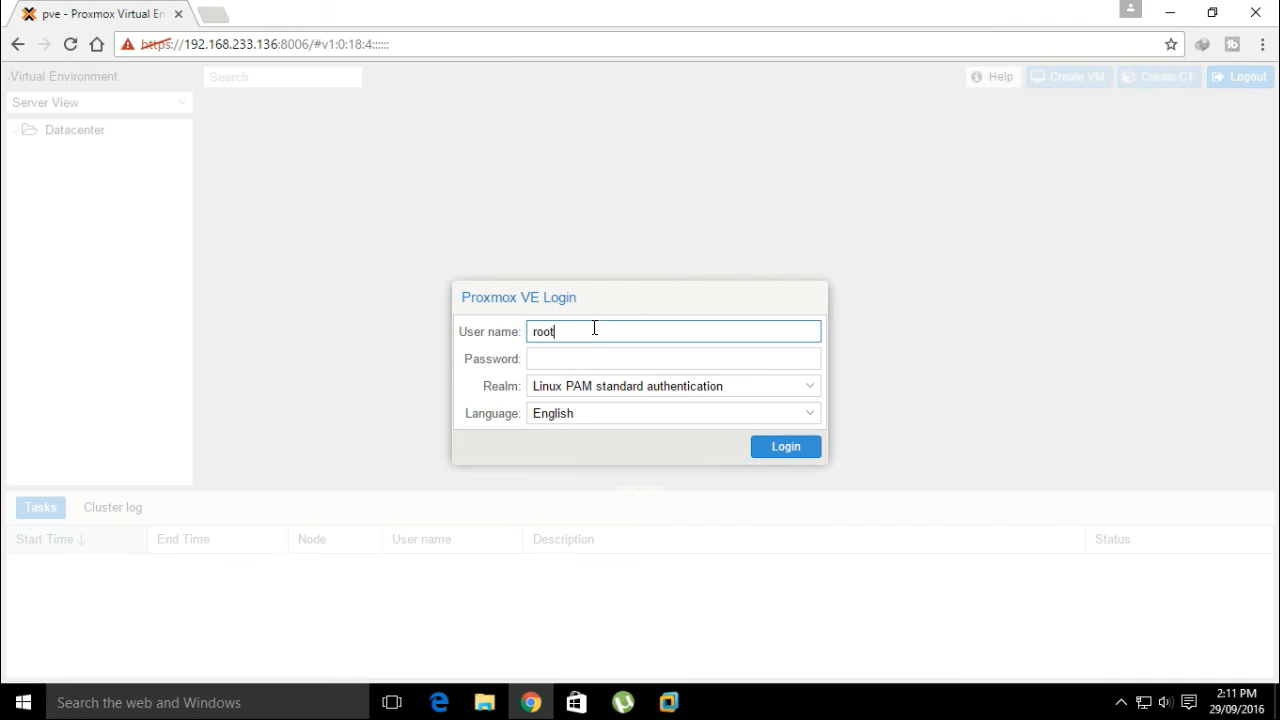 pve - Proxmox Virtual En
https://192.168.233.136:8006/#v1:0:18:4::::::
Virtual Environment
Search
Help
Create VM
Create CT
Logout
Server View
Datacenter
Proxmox VE Login
User name: root
Password:
Realm: Linux PAM standard authentication
Language: English
Login
Tasks
Cluster log
Start Time
End Time
Node
User name
Description
Status
Search the web and Windows
2:11 PM
29/09/2016